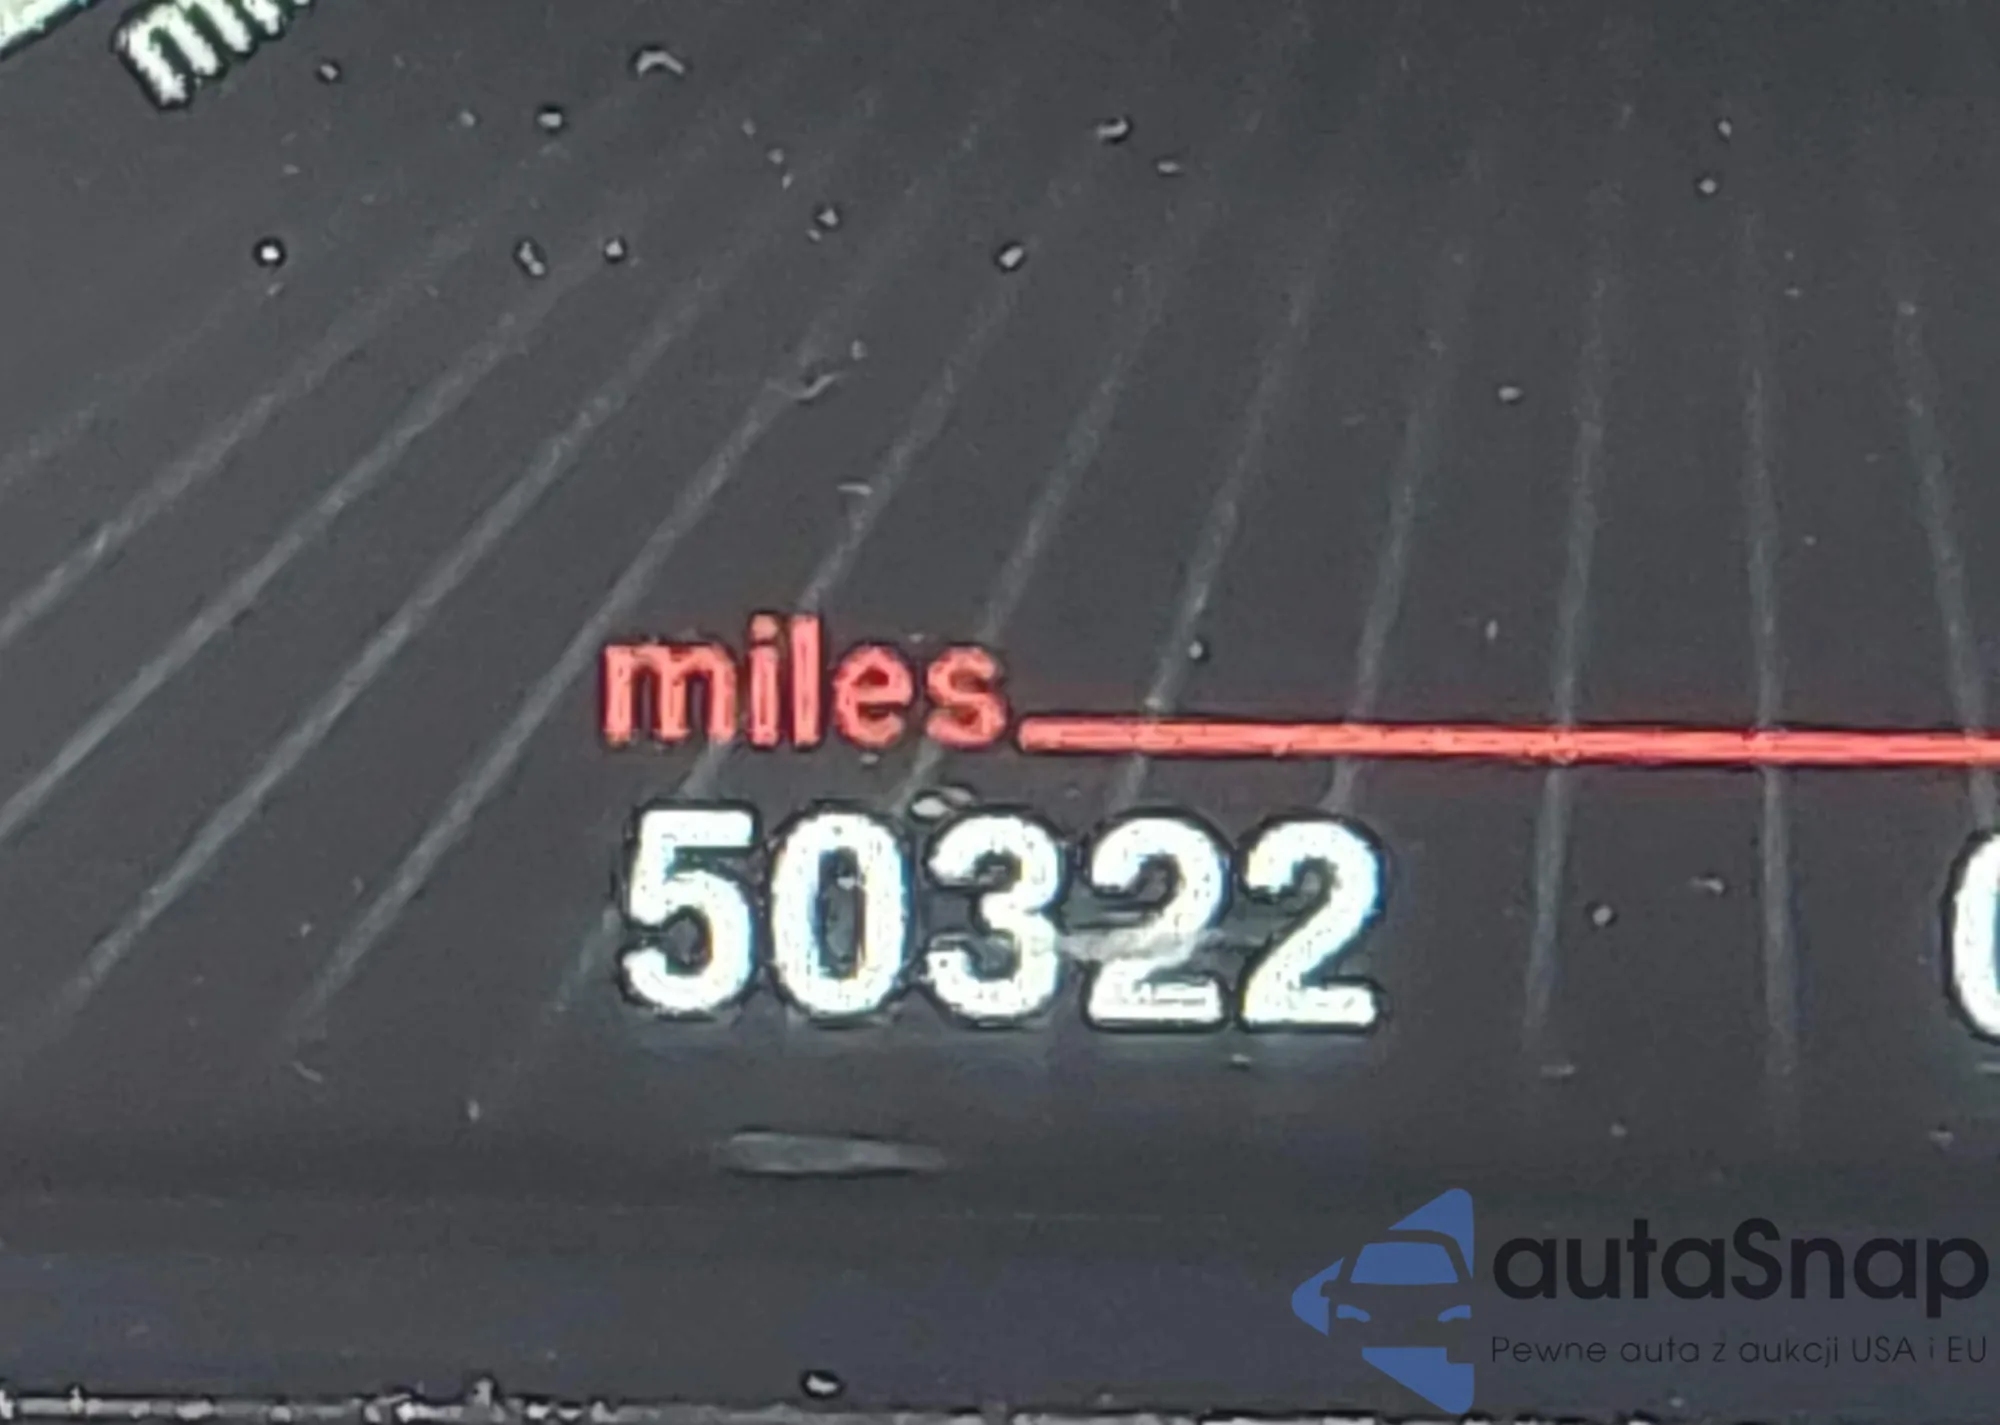 miles
50322
autaSnap
Pewne auta z aukcji USA i EU